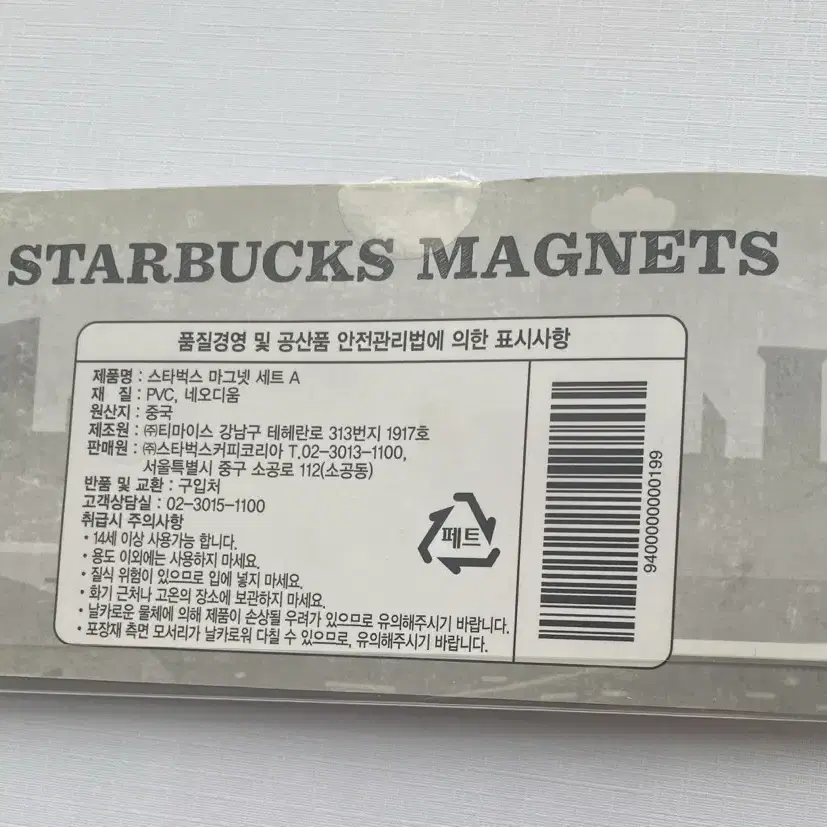 STARBUCKS MAGNETS
품질경영 및 공산품 안전관리법에 의한 표시사항
제품명 : 스타벅스 마그넷 세트 A
재 질 : PVC, 네오디움
원산지 : 중국
제조원 : ㈜티마이스 강남구 테헤란로 313번지 1917호
판매원 : ㈜스타벅스커피코리아 T.02-3013-1100,
서울특별시 중구 소공로 112(소공동)
반품 및 교환 : 구입처
고객상담실 : 02-3015-1100
취급시 주의사항
• 14세 이상 사용가능 합니다.
• 용도 이외에는 사용하지 마세요.
• 질식 위험이 있으므로 입에 넣지 마세요.
• 화기 근처나 고온의 장소에 보관하지 마세요.
• 날카로운 물체에 의해 제품이 손상될 우려가 있으므로 유의해주시기 바랍니다.
• 포장재 측면 모서리가 날카로워 다칠 수 있으므로, 유의해주시기 바랍니다.
페트
9400000000199